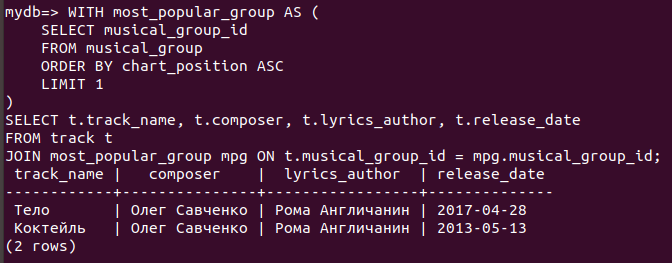 mydb=> WITH most_popular_group AS (
    SELECT musical_group_id
    FROM musical_group
    ORDER BY chart_position ASC
    LIMIT 1
)
SELECT t.track_name, t.composer, t.lyrics_author, t.release_date
FROM track t
JOIN most_popular_group mpg ON t.musical_group_id = mpg.musical_group_id;
 track_name |   composer    |  lyrics_author  | release_date
------------+---------------+-----------------+--------------
 Тело       | Олег Савченко | Рома Англичанин | 2017-04-28
 Коктейль   | Олег Савченко | Рома Англичанин | 2013-05-13
(2 rows)